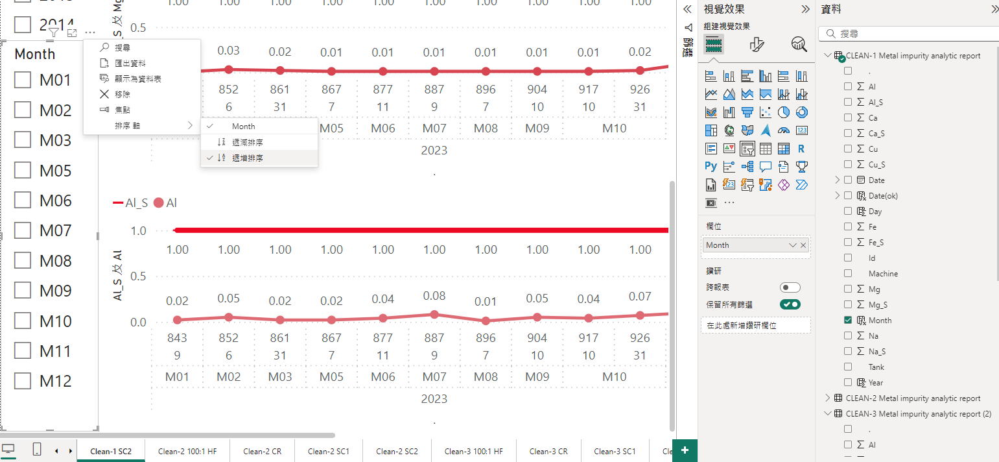 2014
Month
M01
M02
M03
M05
M06
M07
M08
M09
M10
M11
M12
搜尋
匯出資料
顯示為資料表
移除
焦點
排序 軸
Month
遞減排序
遞增排序
1.00 1.00 1.00 1.00 1.00 1.00 1.00 1.00 1.00 1.00
_S 及 Mg
0.5
0.03 0.02 0.01 0.01 0.01 0.01 0.01 0.01 0.02
852 861 867 877 887 896 904 917 926
6 31 7 11 9 7 10 10 31
M05 M06 M07 M08 M09 M10
2023
.
Al_S Al
Al_S 及 Al
1.0
1.00 1.00 1.00 1.00 1.00 1.00 1.00 1.00 1.00 1.00
0.5
0.02 0.05 0.02 0.02 0.04 0.08 0.01 0.05 0.04 0.07
0.0
843 852 861 867 877 887 896 904 917 926
9 6 31 7 11 9 7 10 10 31
M01 M02 M03 M05 M06 M07 M08 M09 M10
2023
.
Clean-1 SC2
Clean-2 100:1 HF
Clean-2 CR
Clean-2 SC1
Clean-2 SC2
Clean-3 100:1 HF
Clean-3 CR
Clean-3 SC1
篩選
視覺效果
組建視覺效果
123
R
Py
123
欄位
Month
鑽研
跨報表
保留所有篩選
在此處新增鑽研欄位
資料
搜尋
CLEAN-1 Metal impurity analytic report
.
Al
Al_S
Ca
Ca_S
Cu
Cu_S
Date
Date(ok)
Day
Fe
Fe_S
Id
Machine
Mg
Mg_S
Month
Na
Na_S
Tank
Year
CLEAN-2 Metal impurity analytic report
CLEAN-3 Metal impurity analytic report (2)
.
Al